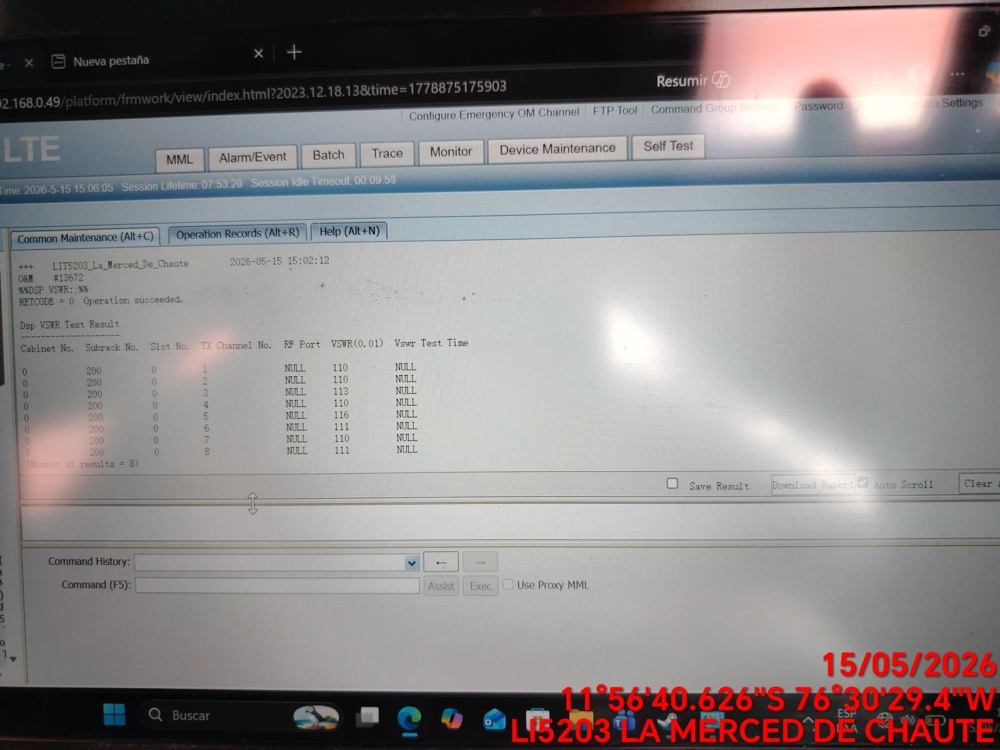 Nueva pestaña
02.168.0.49/platform/frmwork/view/index.html?2023.12.18.13&time=1778875175903
Resumir
Configure Emergency OM Channel FTP Tool Command Group Settings Password System Settings
LTE
MML Alarm/Event Batch Trace Monitor Device Maintenance Self Test
Time: 2026-5-15 15:06:05 Session Lifetime: 07:53:20 Session Idle Timeout: 00:09:51
Common Maintenance (Alt+C) Operation Records (Alt+R) Help (Alt+N)
+++ LIT5203_La_Merced_De_Chaute 2026-05-15 15:02:12
O&M #13672
%%DSP VSWR:;%%
RETCODE = 0 Operation succeeded.
Dsp VSWR Test Result
--------------------
Cabinet No. Subrack No. Slot No. TX Channel No. RF Port VSWR(0.01) Vswr Test Time
0 200 0 1 NULL 110 NULL
0 200 0 2 NULL 110 NULL
0 200 0 3 NULL 113 NULL
0 200 0 4 NULL 110 NULL
0 200 0 5 NULL 116 NULL
0 200 0 6 NULL 111 NULL
0 200 0 7 NULL 110 NULL
0 200 0 8 NULL 111 NULL
(Number of results = 8)
Save Result Download Report Auto Scroll Clear
Command History:
Command (F5): Assist Exec Use Proxy MML
15/05/2026
11°56'40.626"S 76°30'29.4"W
LI5203 LA MERCED DE CHAUTE
Buscar
ESP